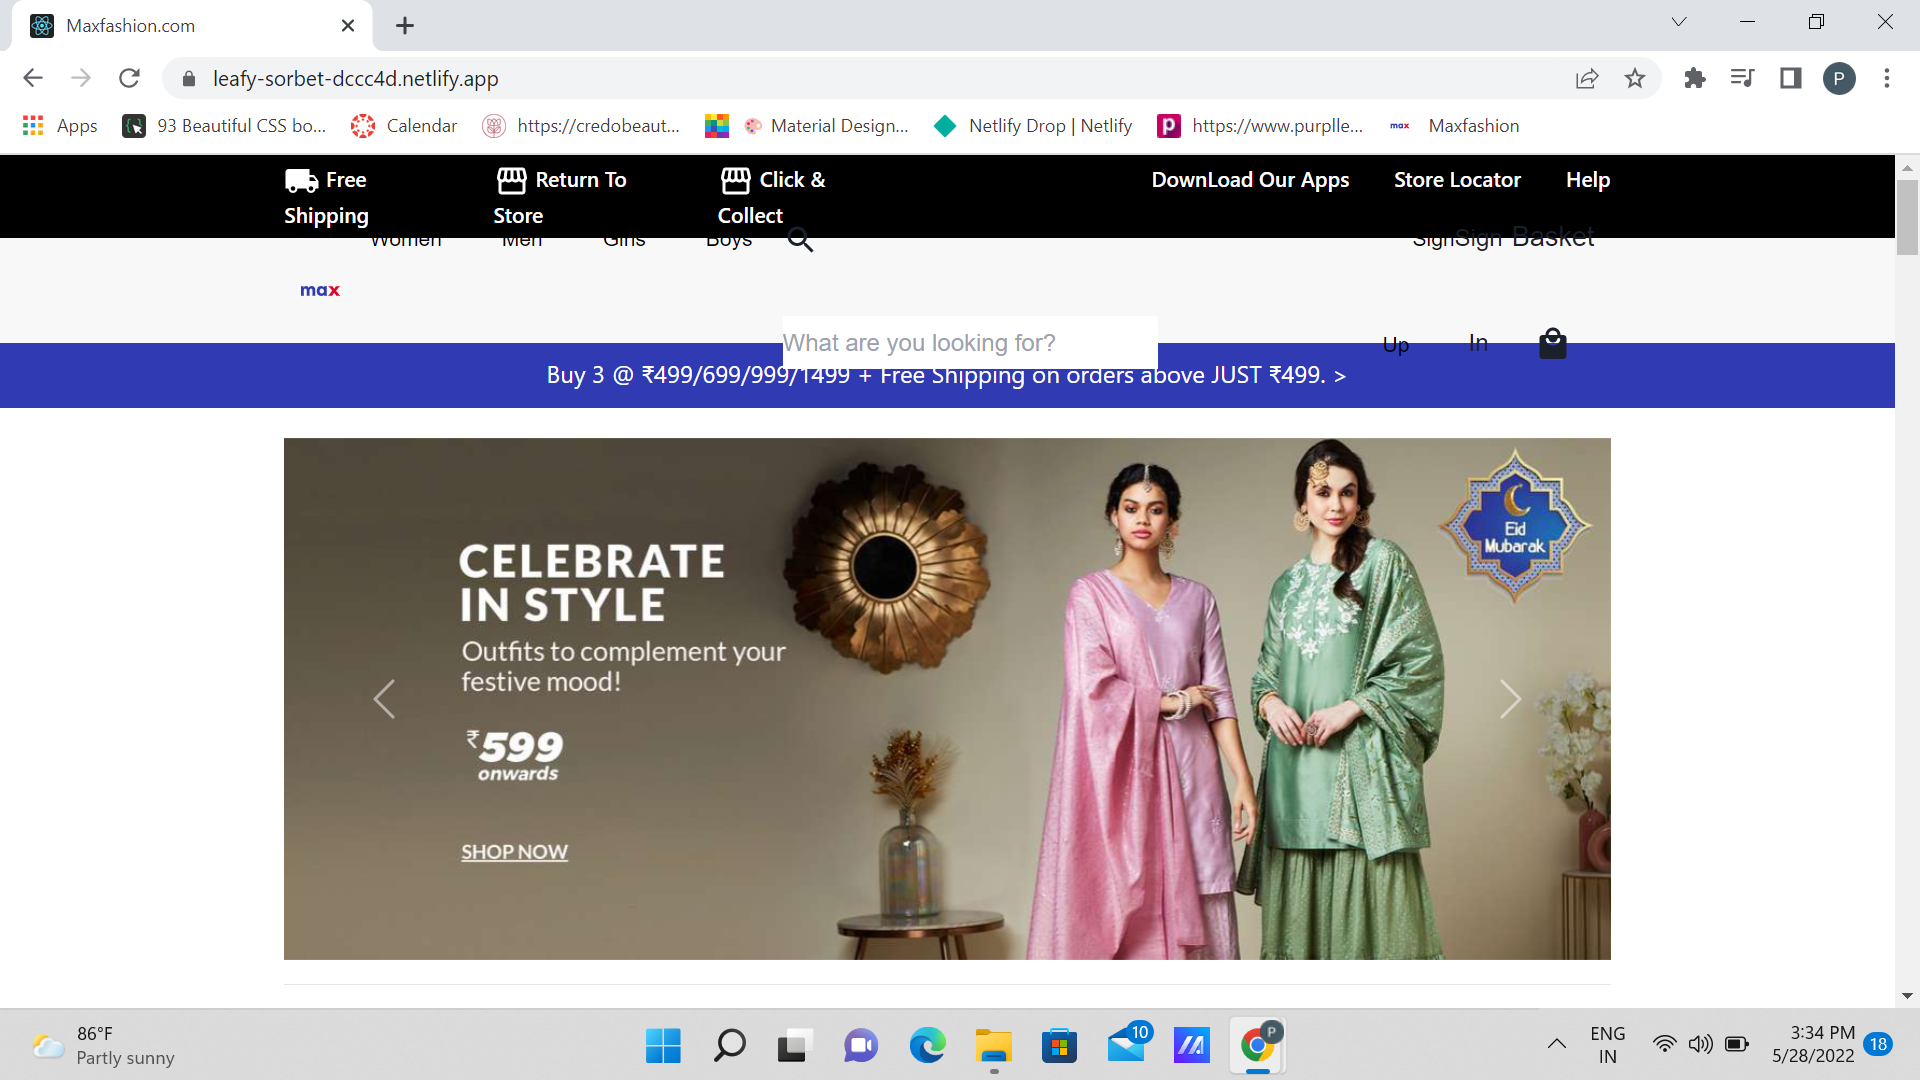 Maxfashion.com
leafy-sorbet-dccc4d.netlify.app
P
Apps
93 Beautiful CSS bo...
Calendar
https://credobeaut...
Material Design...
Netlify Drop | Netlify
p
https://www.purplle...
max
Maxfashion
Free Shipping
Return To Store
Click & Collect
DownLoad Our Apps
Store Locator
Help
Women
Men
Girls
Boys
Sign Up
Sign In
Basket
max
What are you looking for?
Buy 3 @ ₹499/699/999/1499 + Free Shipping on orders above JUST ₹499. >
CELEBRATE
IN STYLE
Outfits to complement your
festive mood!
₹599
onwards
SHOP NOW
Eid
Mubarak
86°F
Partly sunny
10
P
ENG
IN
3:34 PM
5/28/2022
18